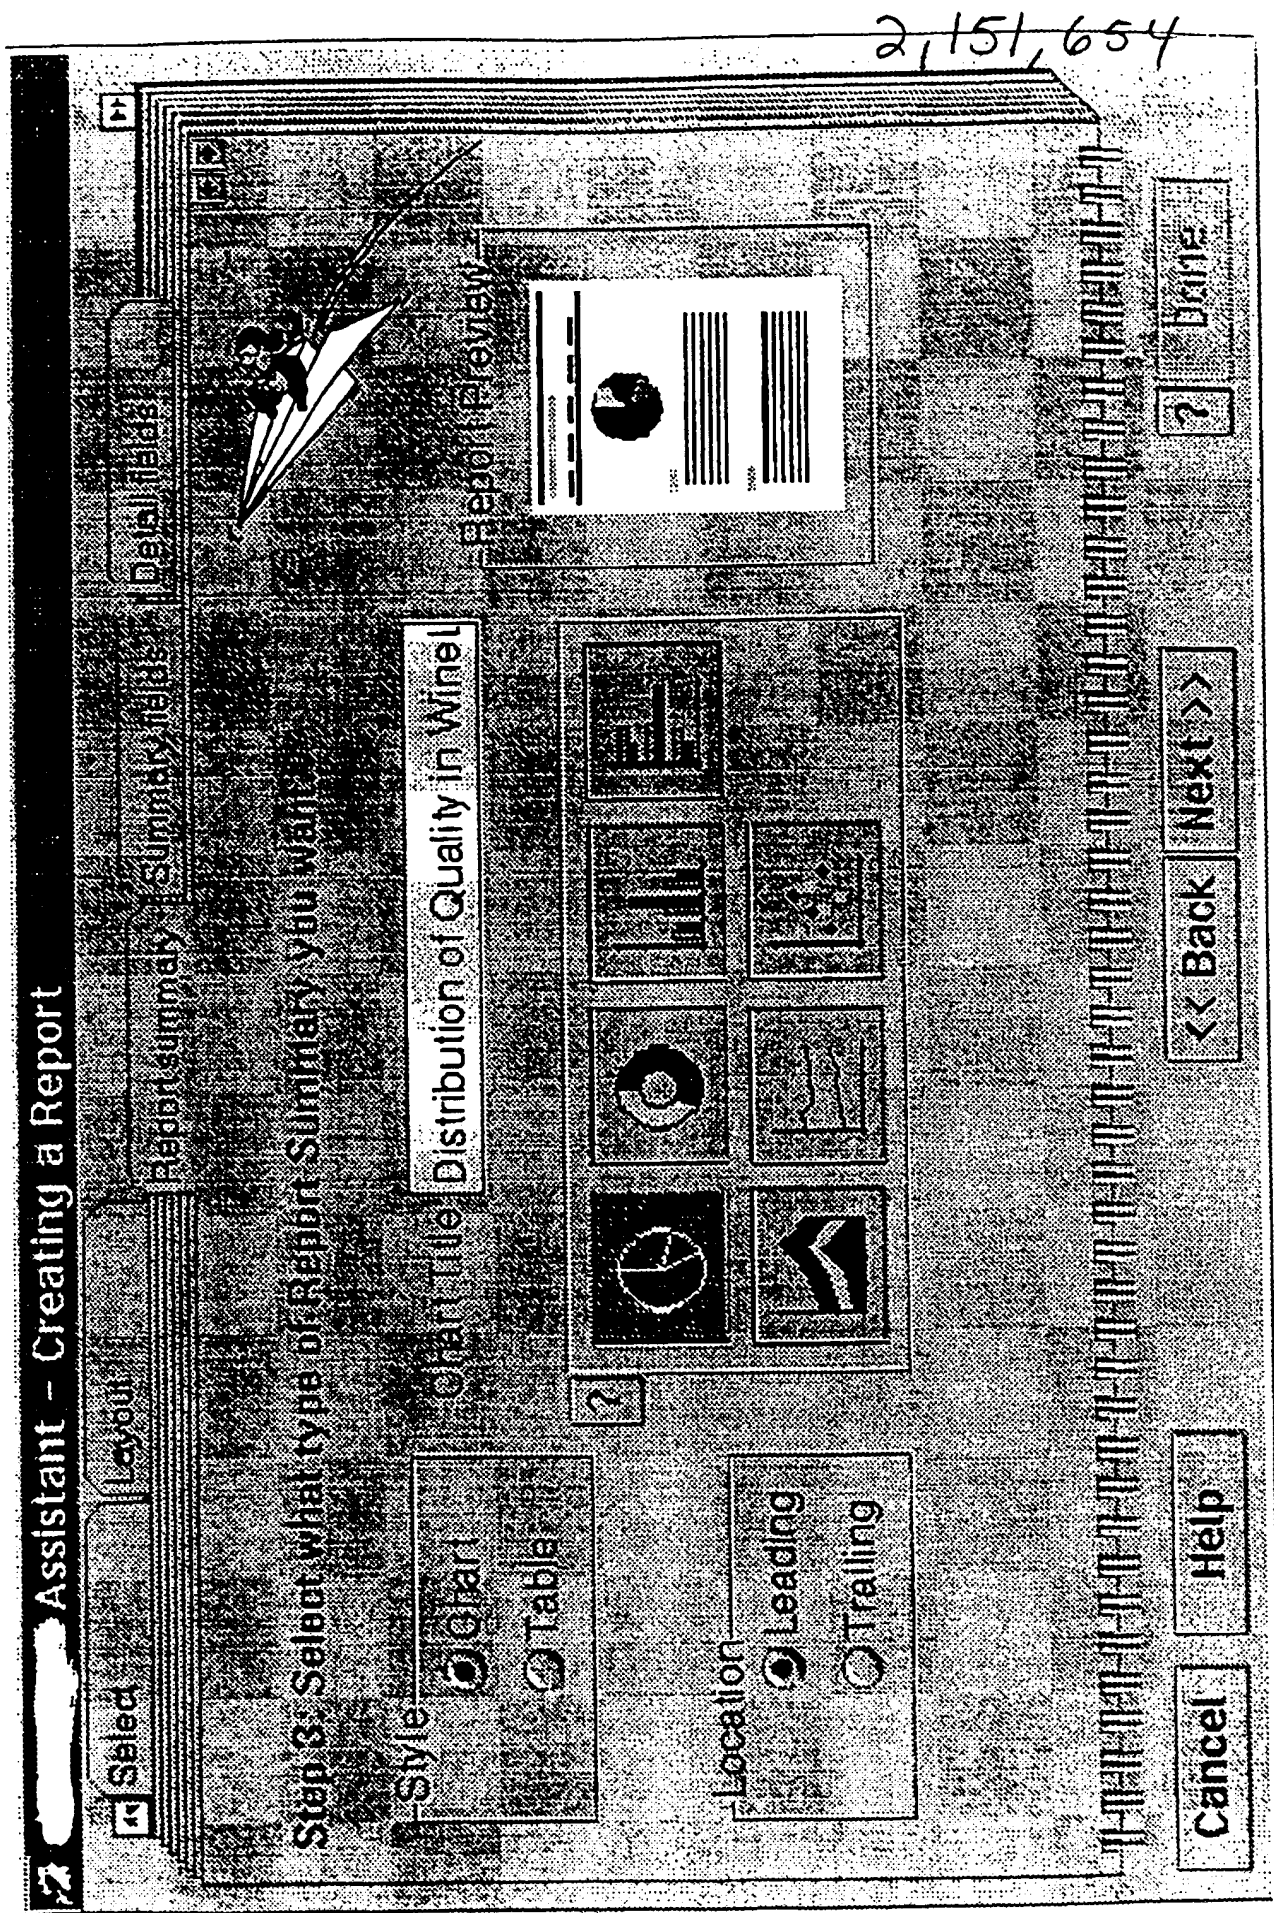 2,151,654
Assistant - Creating a Report
Select
Layout
Report summary
Summary fields
Detail fields
Step 3: Select what type of Report Summary you want:
Style
Chart
Table
Chart Title
Distribution of Quality in Wine
?
Location
Leading
Trailing
Report Preview
Cancel
Help
<< Back
Next >>
?
Done